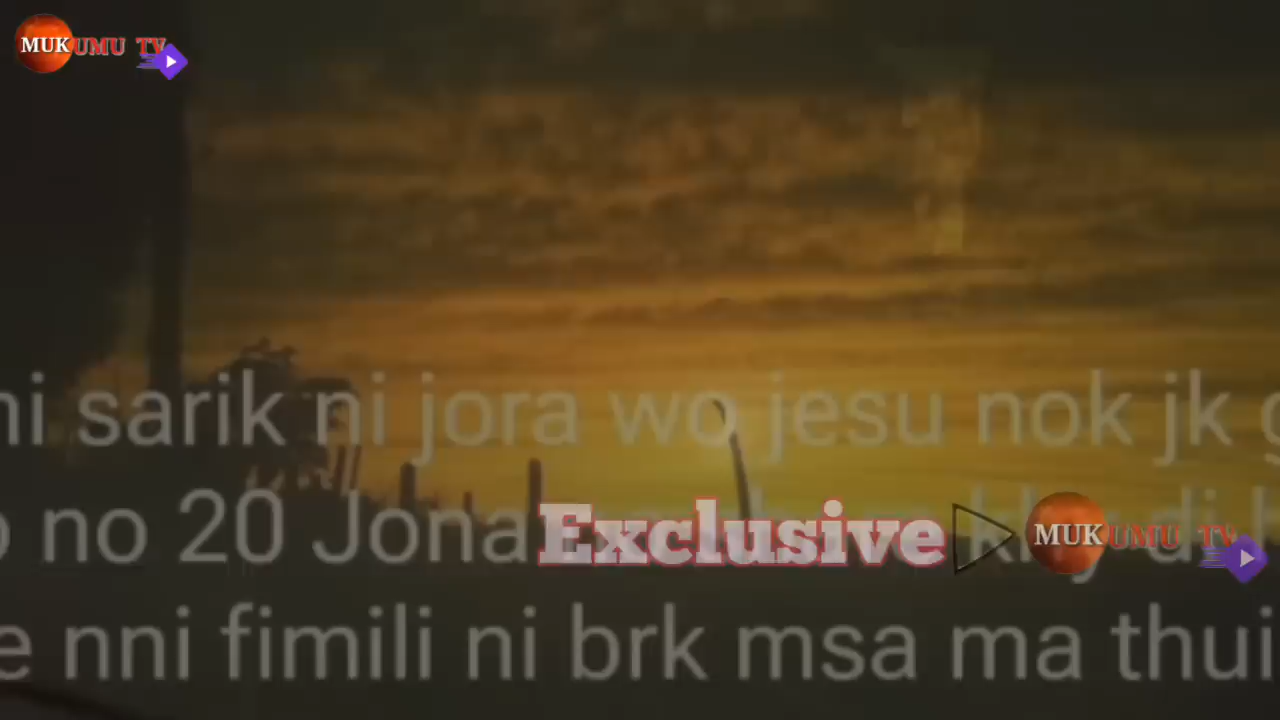 MUKUMU TV
ni sarik ni jora wo jesu nok jk
no 20 Jona
Exclusive MUKUMU TV
nni fimili ni brk msa ma thui